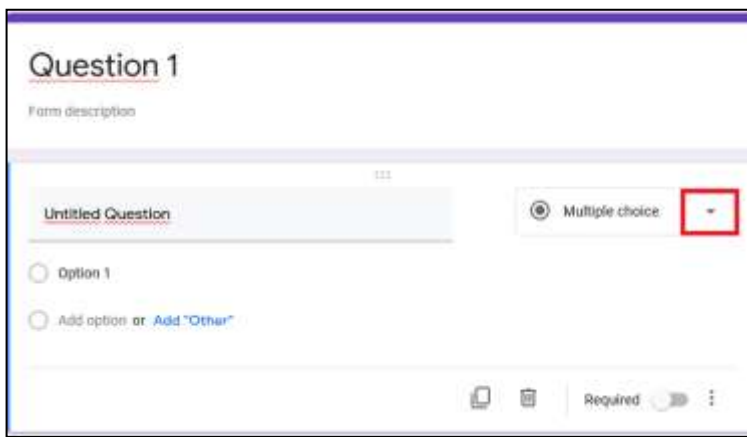 Question 1
Form description
Untitled Question
Multiple choice
Option 1
Add option or Add "Other"
Required